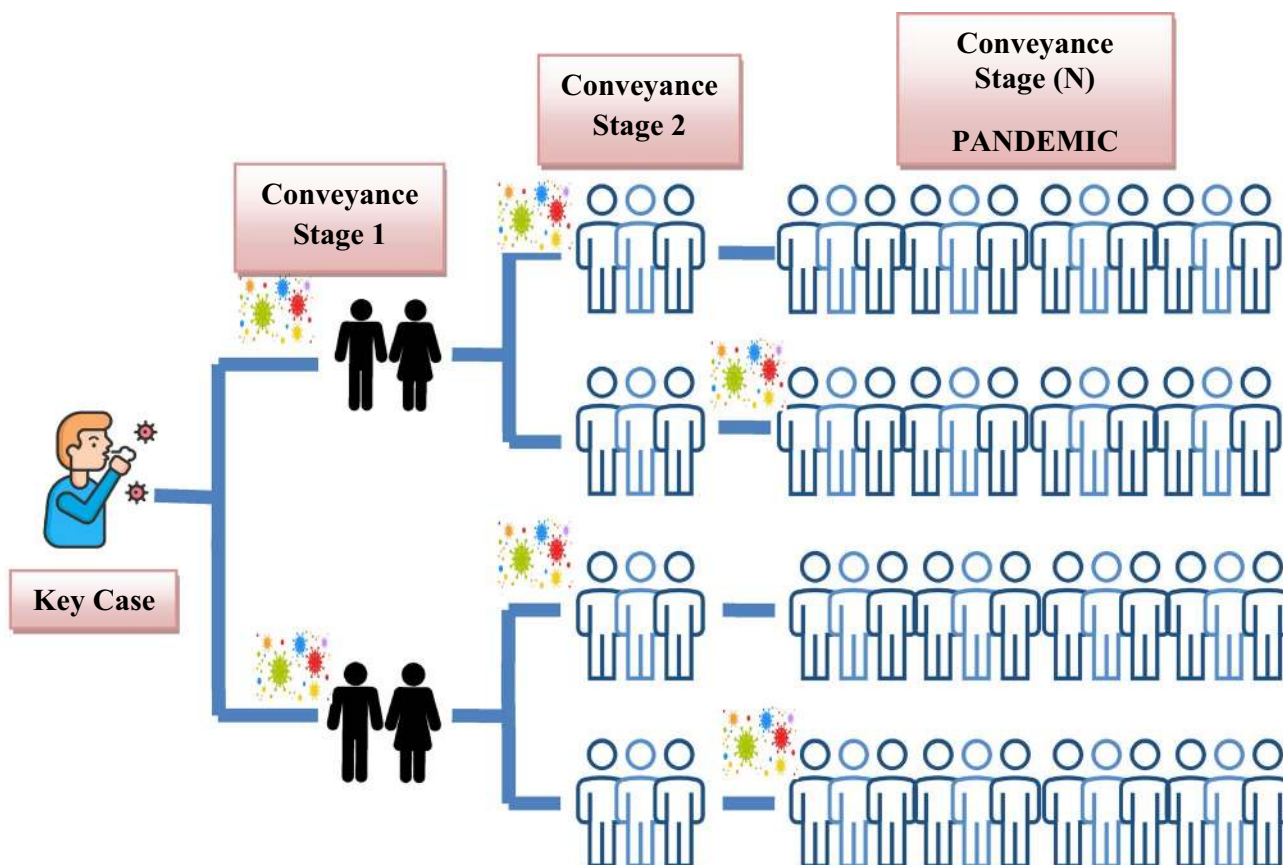 Conveyance
Stage (N)
PANDEMIC
Conveyance
Stage 2
Conveyance
Stage 1
Key Case